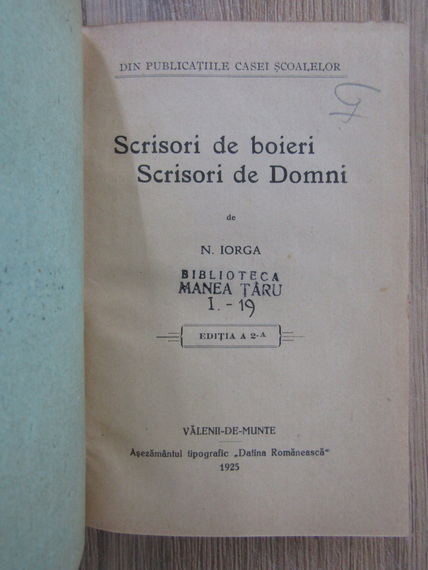 DIN PUBLICAȚIILE CASEI ȘCOALELOR
Scrisori de boieri
Scrisori de Domni
de
N. IORGA
BIBLIOTECA
MANEA ȚÂRU
I. - 19
EDIȚIA A 2-A
VĂLENII-DE-MUNTE
Așezământul tipografic „Datina Românească“
1925